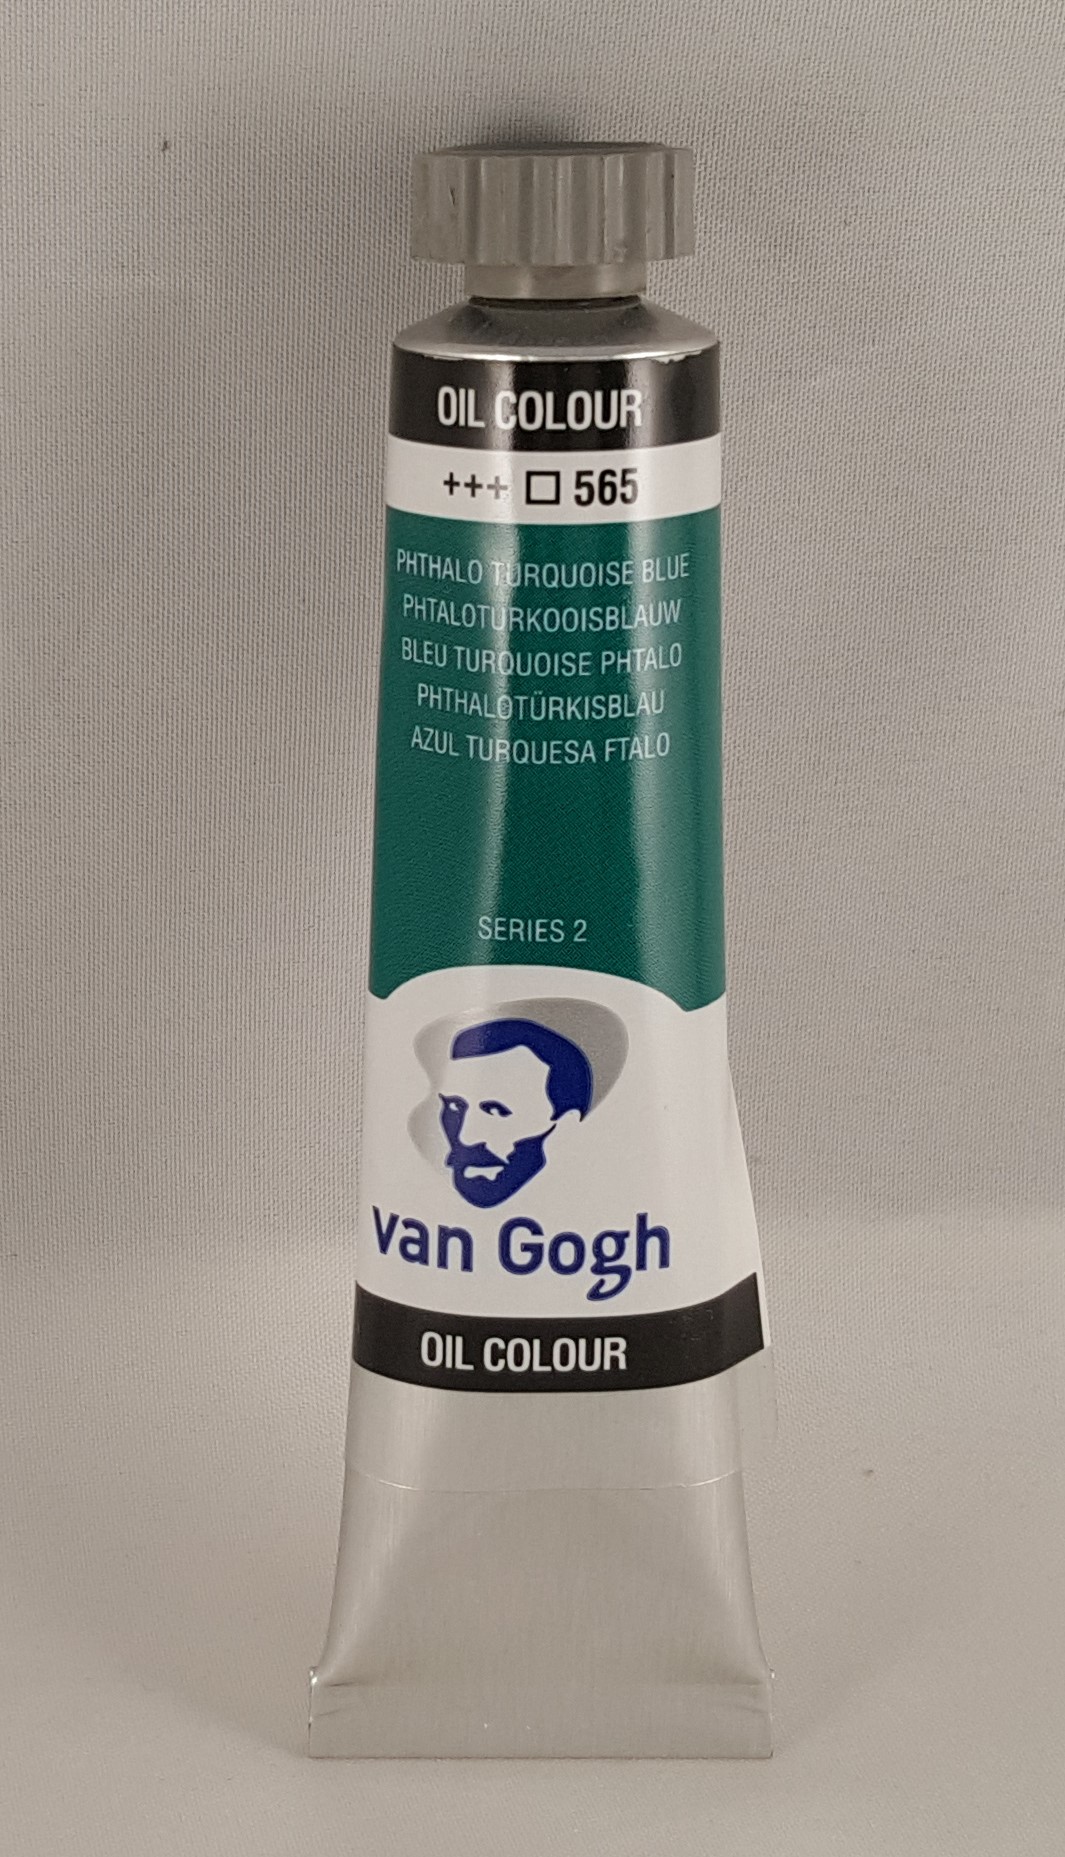 OIL COLOUR
+++ □ 565
PHTHALO TURQUOISE BLUE
PHTALOTURKOOISBLAUW
BLEU TURQUOISE PHTALO
PHTHALOTÜRKISBLAU
AZUL TURQUESA FTALO
SERIES 2
van Gogh
OIL COLOUR